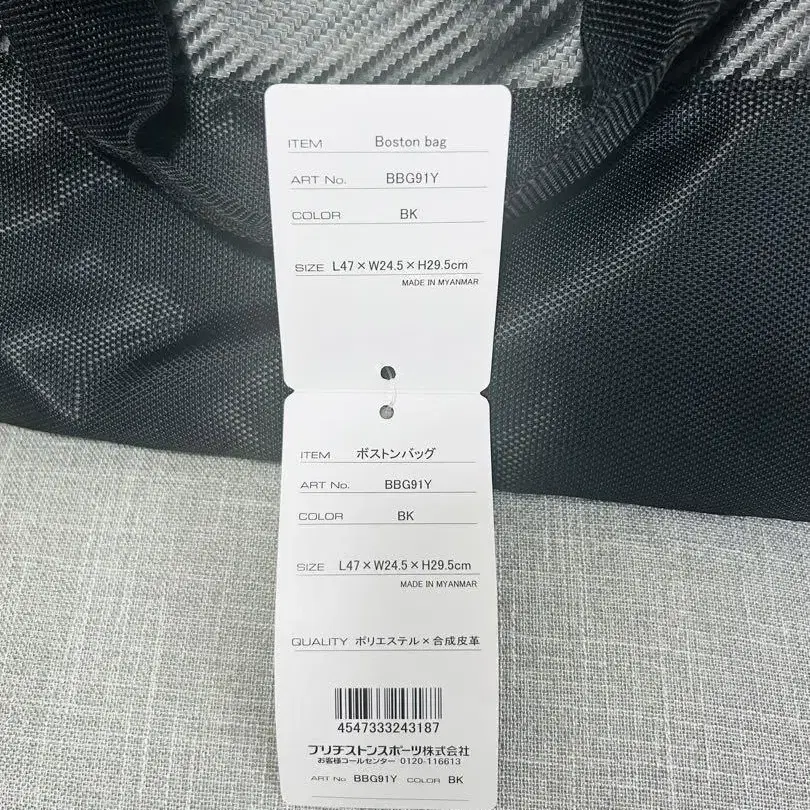 ITEM Boston bag
ART No. BBG91Y
COLOR BK
SIZE L47×W24.5×H29.5cm
MADE IN MYANMAR
ITEM ボストンバッグ
ART No. BBG91Y
COLOR BK
SIZE L47×W24.5×H29.5cm
MADE IN MYANMAR
QUALITY ポリエステル×合成皮革
4547333243187
ブリヂストンスポーツ株式会社
お客様コールセンター 0120-116613
ART No BBG91Y COLOR BK